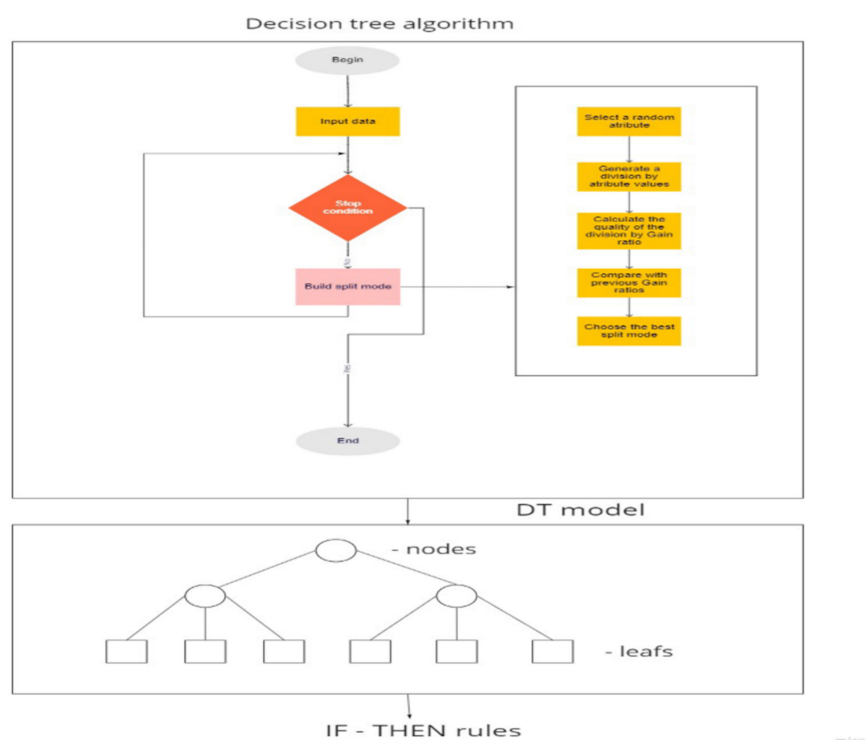 Decision tree algorithm
Begin
Input data
Stop
condition
No
Build split mode
Yes
End
Select a random
atribute
Generate a
division by
atribute values
Calculate the
quality of the
division by Gain
ratio
Compare with
previous Gain
ratios
Choose the best
split mode
DT model
- nodes
- leafs
IF - THEN rules